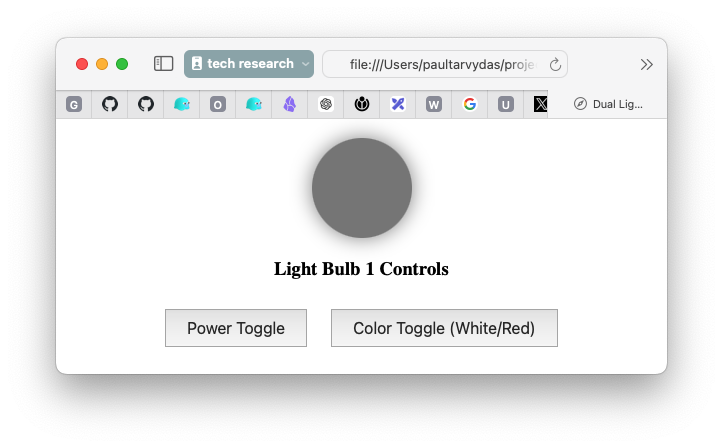 tech research
file:///Users/paultarvydas/proje
G
O
W
G
U
X
Dual Lig...
Light Bulb 1 Controls
Power Toggle
Color Toggle (White/Red)